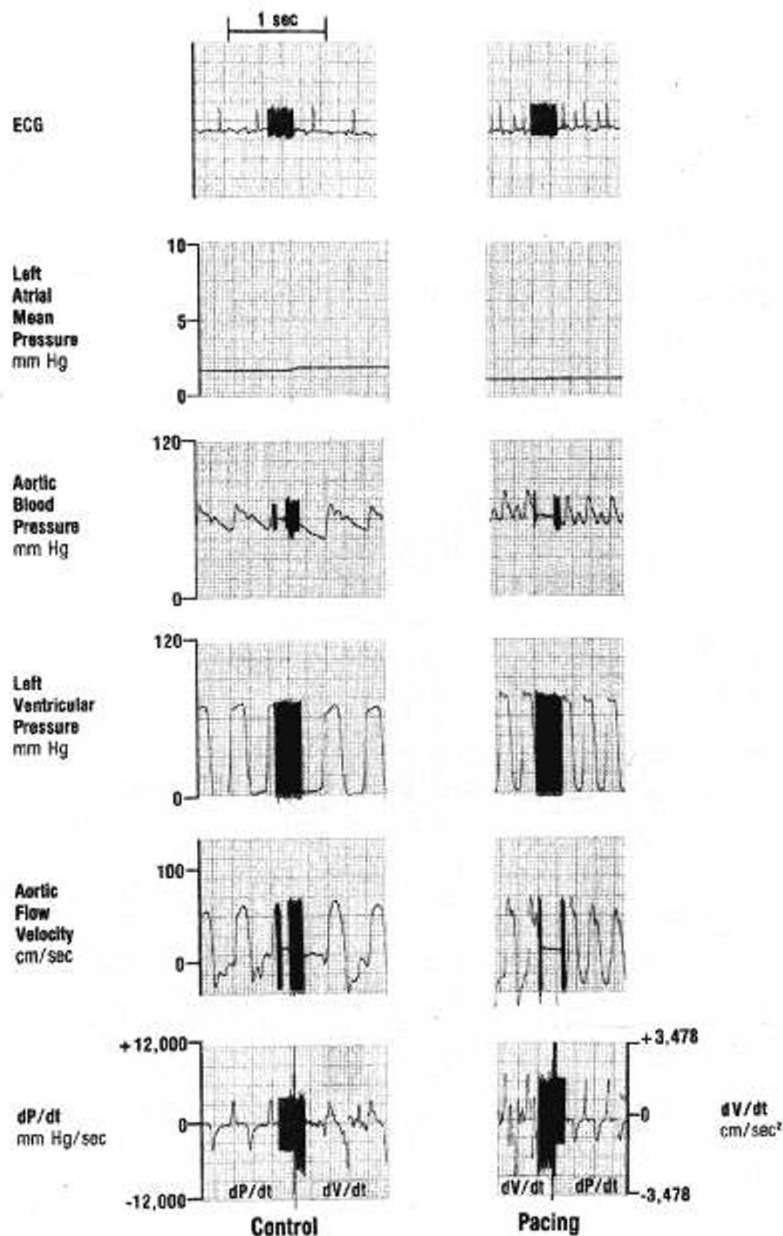 1 sec
ECG
10
Left
Atrial
Mean
Pressure
mm Hg
5
0
120
Aortic
Blood
Pressure
mm Hg
0
120
Left
Ventricular
Pressure
mm Hg
0
100
Aortic
Flow
Velocity
cm/sec
0
+12,000
+3,478
dP/dt
mm Hg/sec
0
0
dV/dt
cm/sec²
dP/dt
dV/dt
dV/dt
dP/dt
-12,000
-3,478
Control
Pacing